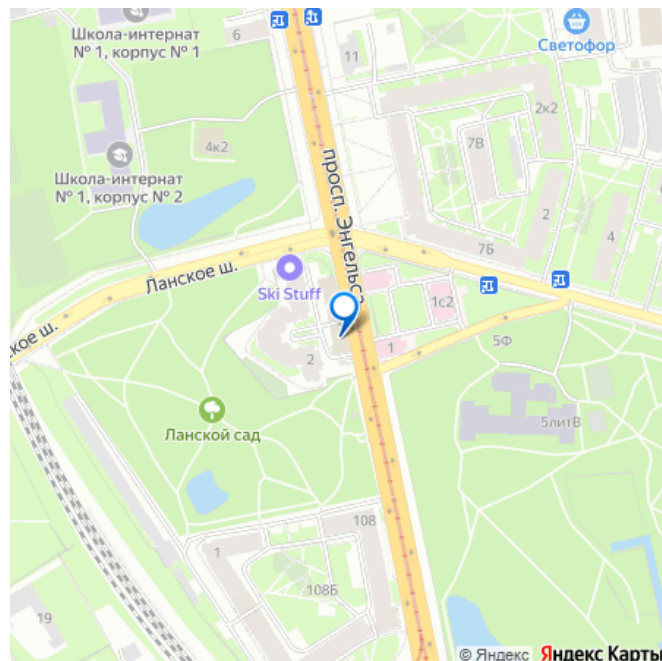 Школа-интернат
№ 1, корпус № 1
6
11
Светофор
2к2
4к2
7В
Школа-интернат
№ 1, корпус № 2
просп. Энгельса
2
4
7Б
Ланское ш.
Ski Stuff
1с2
ское ш.
2
1
5Ф
Ланской сад
5литВ
108
1
108Б
19
© Яндекс Яндекс Карты